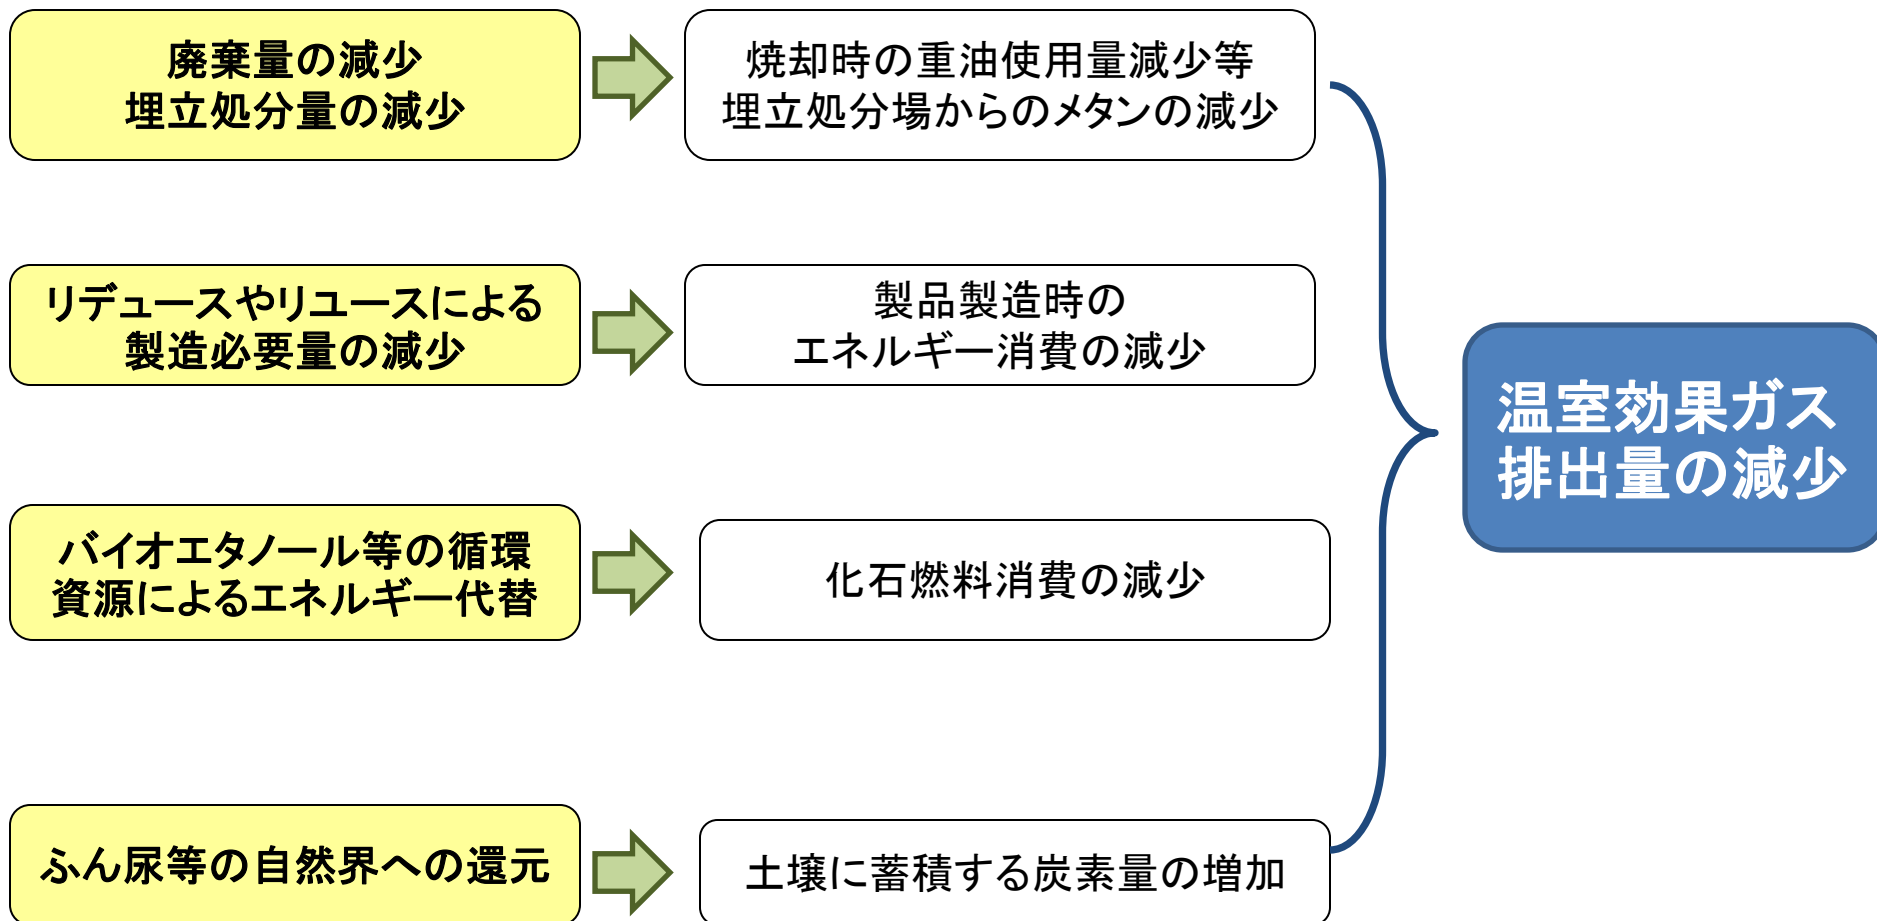 廃棄量の減少
埋立処分量の減少
焼却時の重油使用量減少等
埋立処分場からのメタンの減少
リデュースやリユースによる
製造必要量の減少
製品製造時の
エネルギー消費の減少
バイオエタノール等の循環
資源によるエネルギー代替
化石燃料消費の減少
ふん尿等の自然界への還元
土壌に蓄積する炭素量の増加
温室効果ガス
排出量の減少